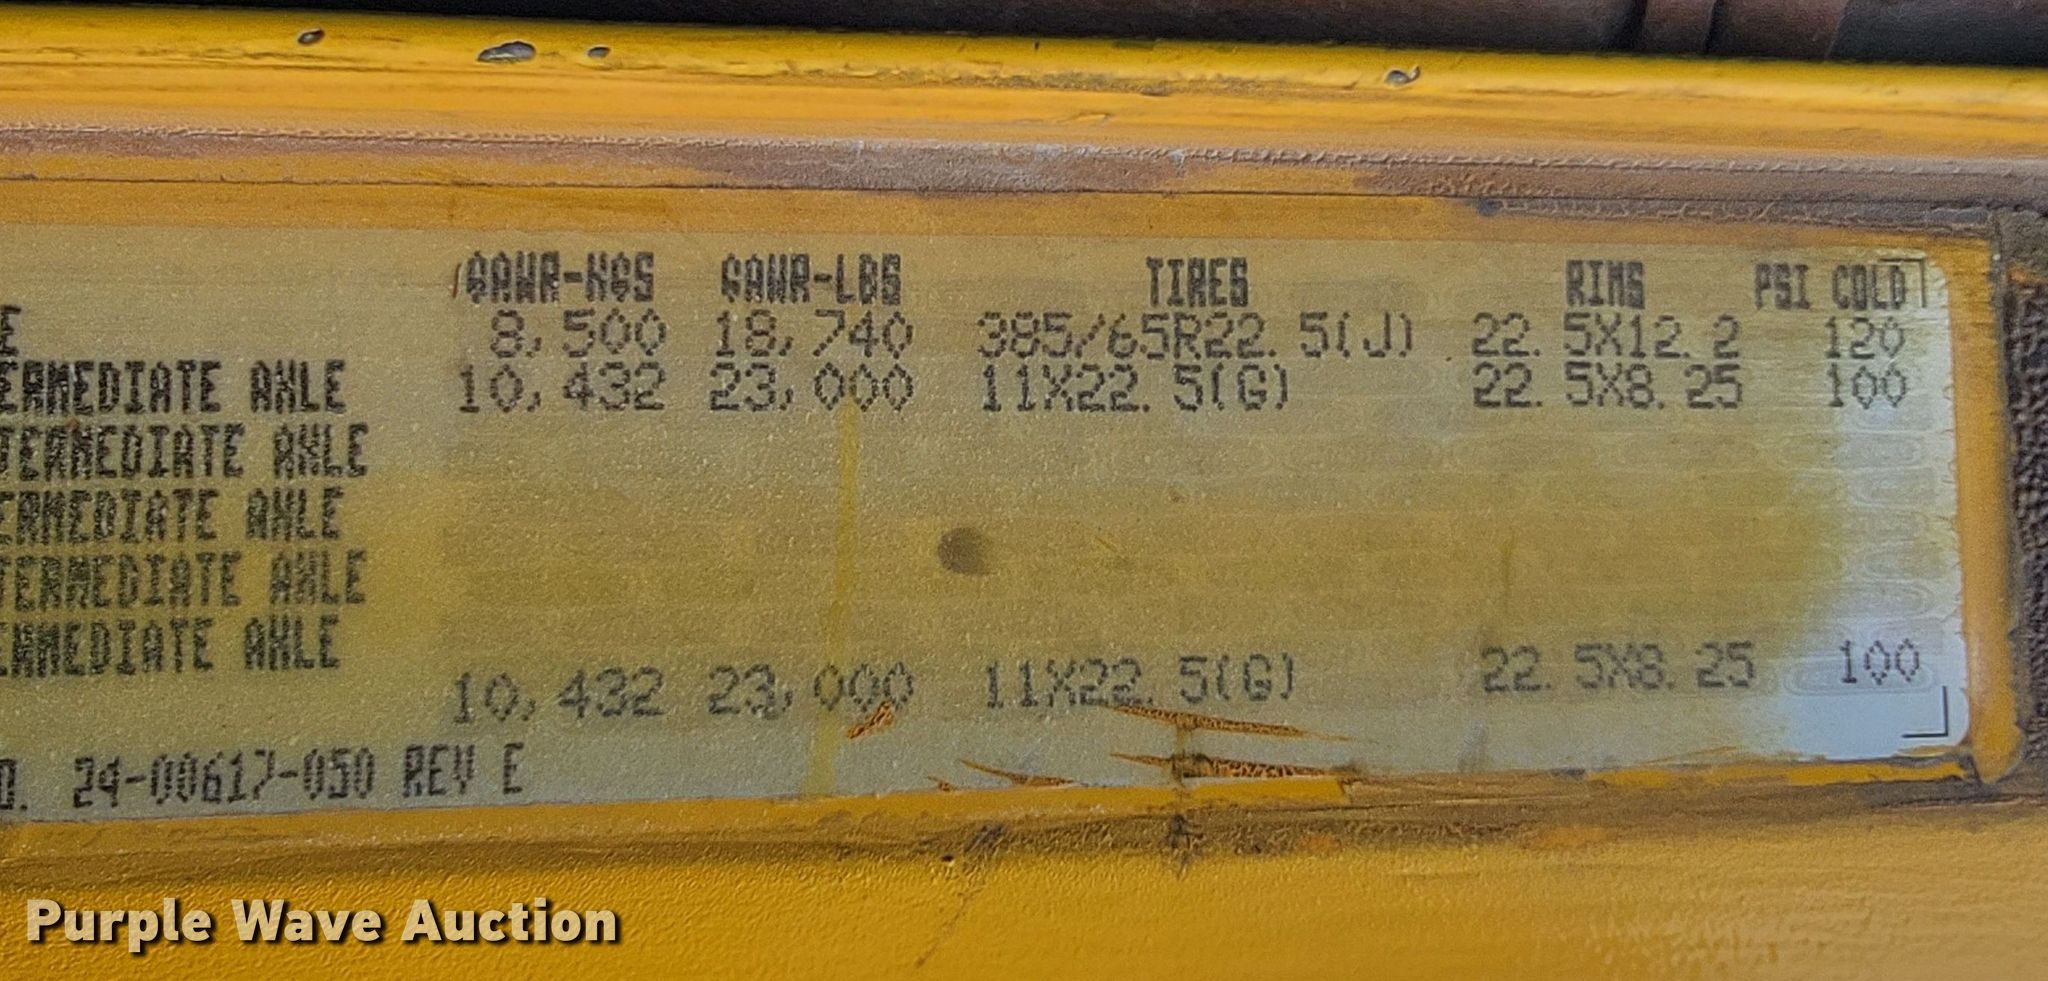 GAWR-KGS GAWR-LBS TIRES RIMS PSI COLD
8,500 18,740 385/65R22.5(J) 22.5X12.2 120
ERMEDIATE AXLE 10,432 23,000 11X22.5(G) 22.5X8.25 100
TERMEDIATE AXLE
ERMEDIATE AXLE
TERMEDIATE AXLE
ERMEDIATE AXLE
10,432 23,000 11X22.5(G) 22.5X8.25 100
O. 24-00617-050 REV E
Purple Wave Auction